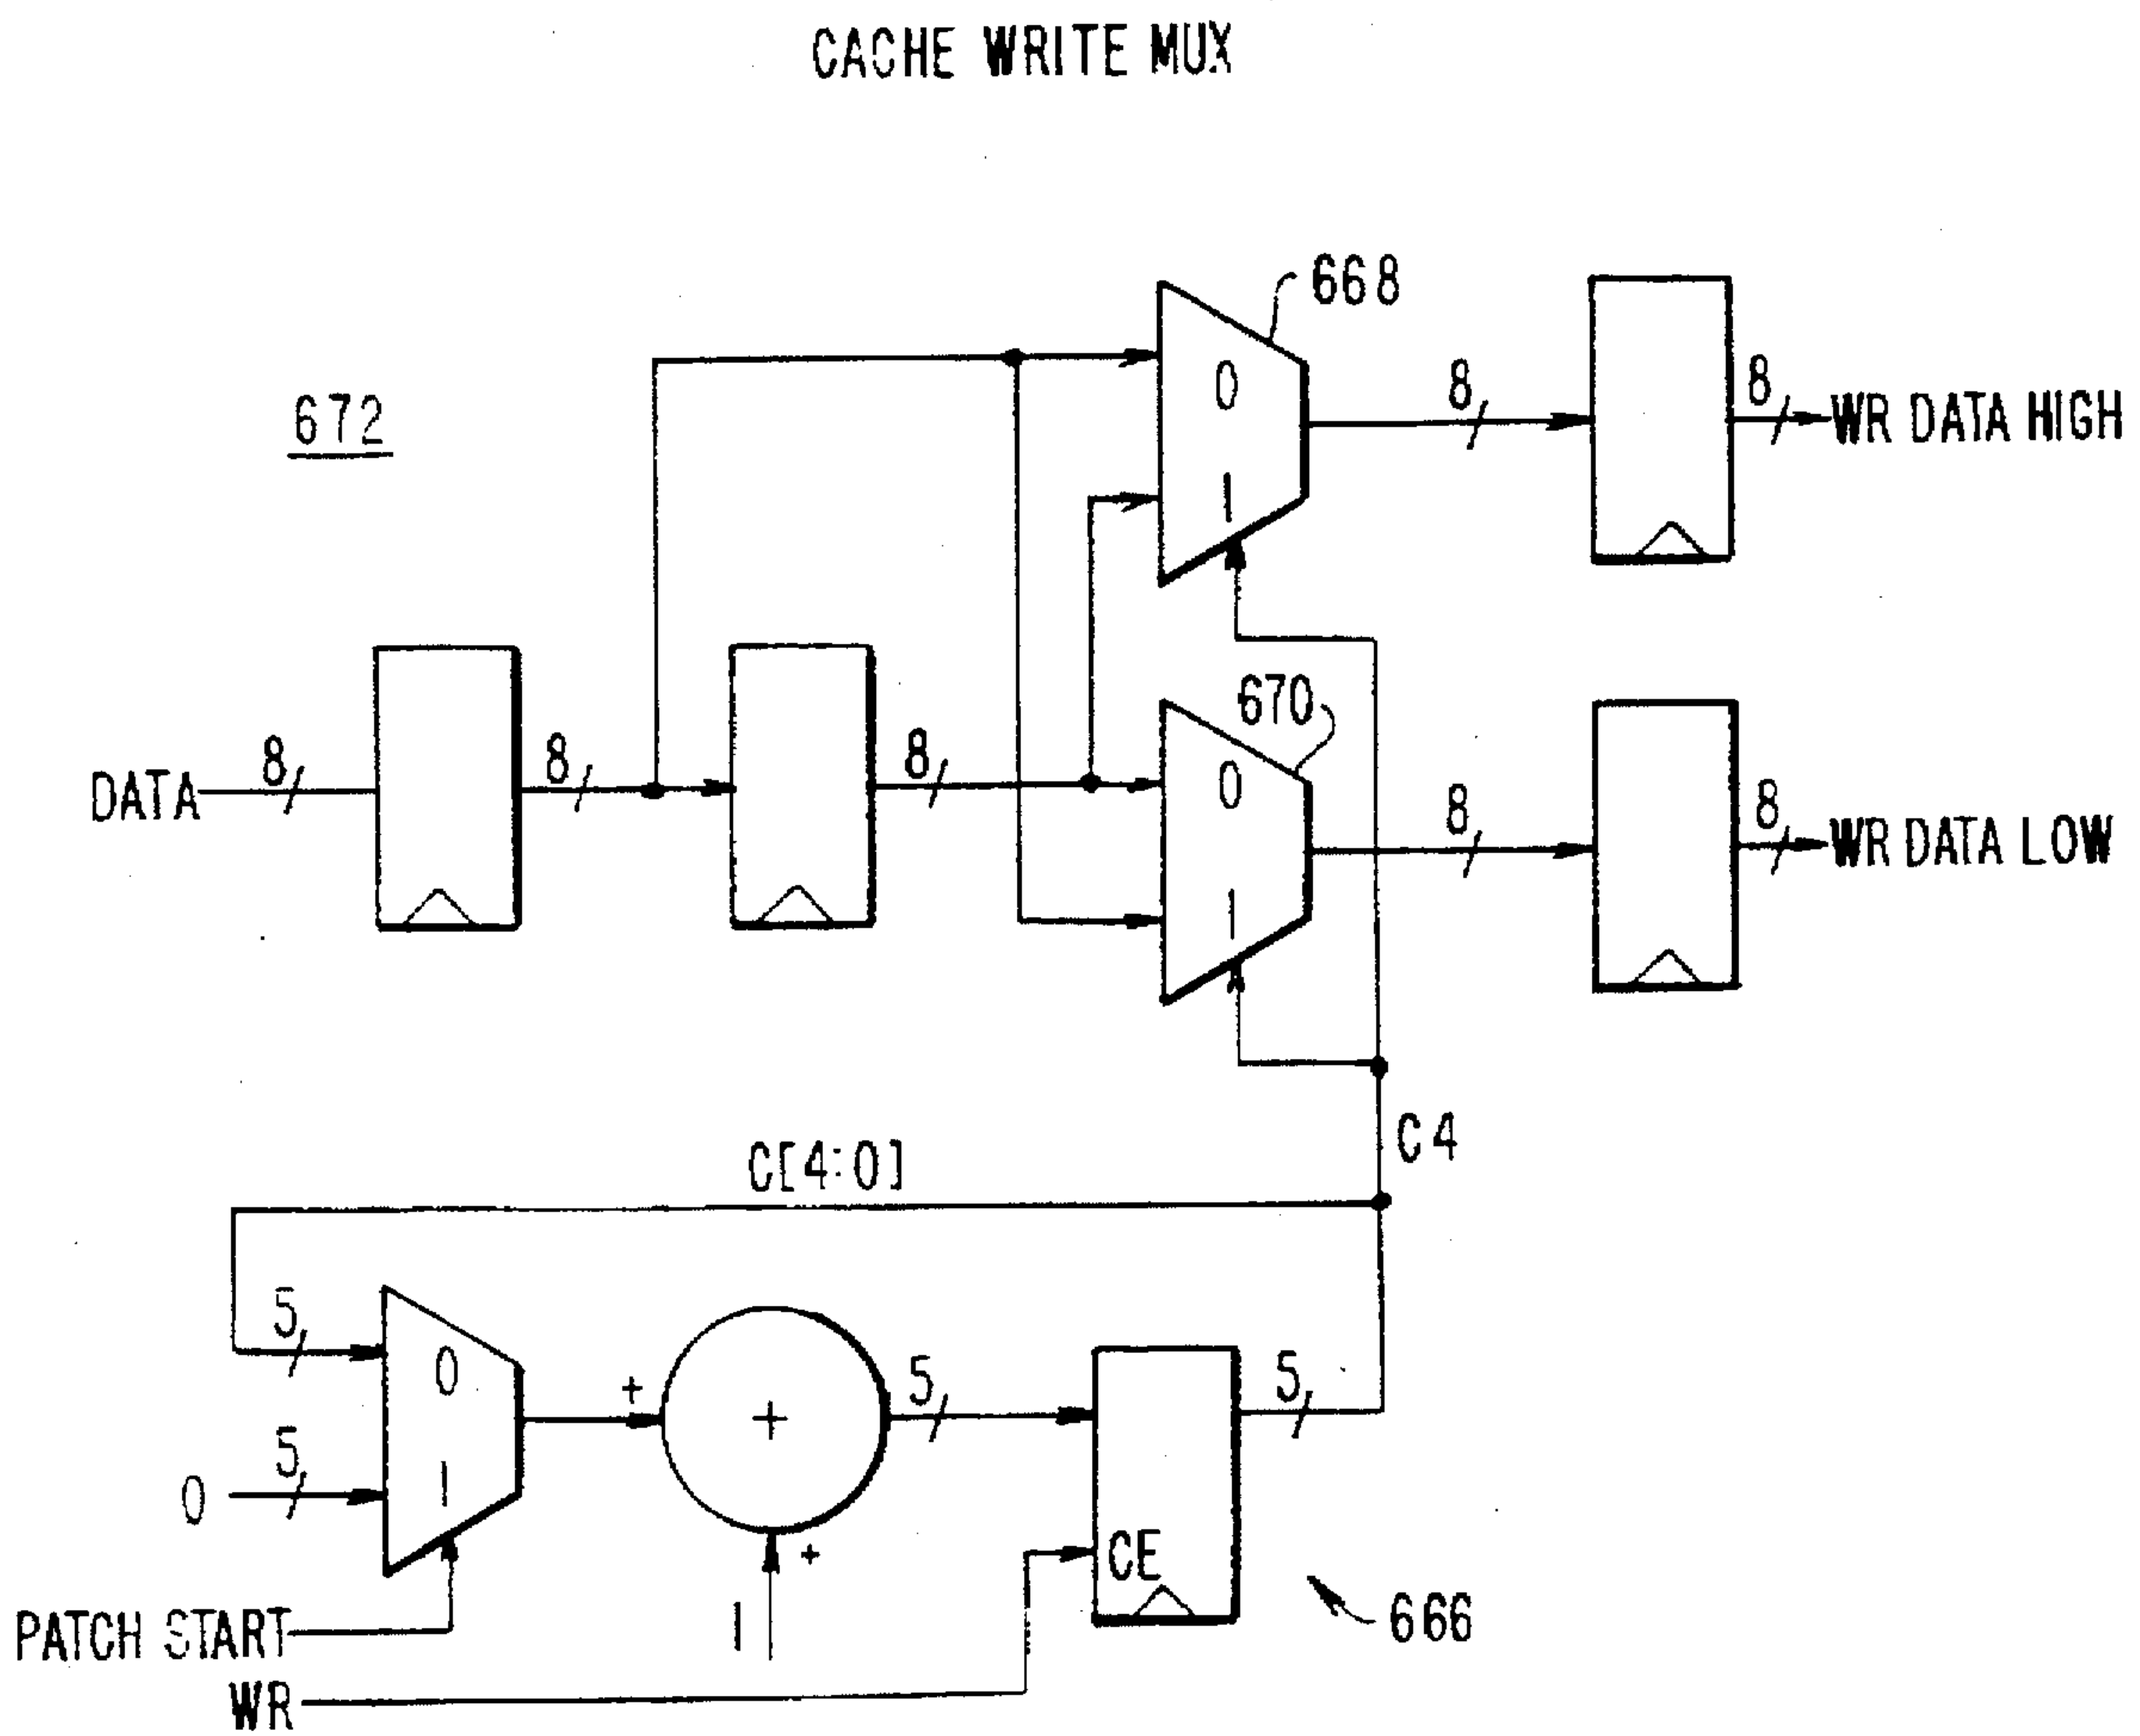 CACHE WRITE MUX
668
672
0
8
8
WR DATA HIGH
1
670
DATA
8
8
8
0
8
8
WR DATA LOW
1
C4
C[4:0]
5
0
+
+
5
5
0
5
1
CE
+
1
666
PATCH START
WR